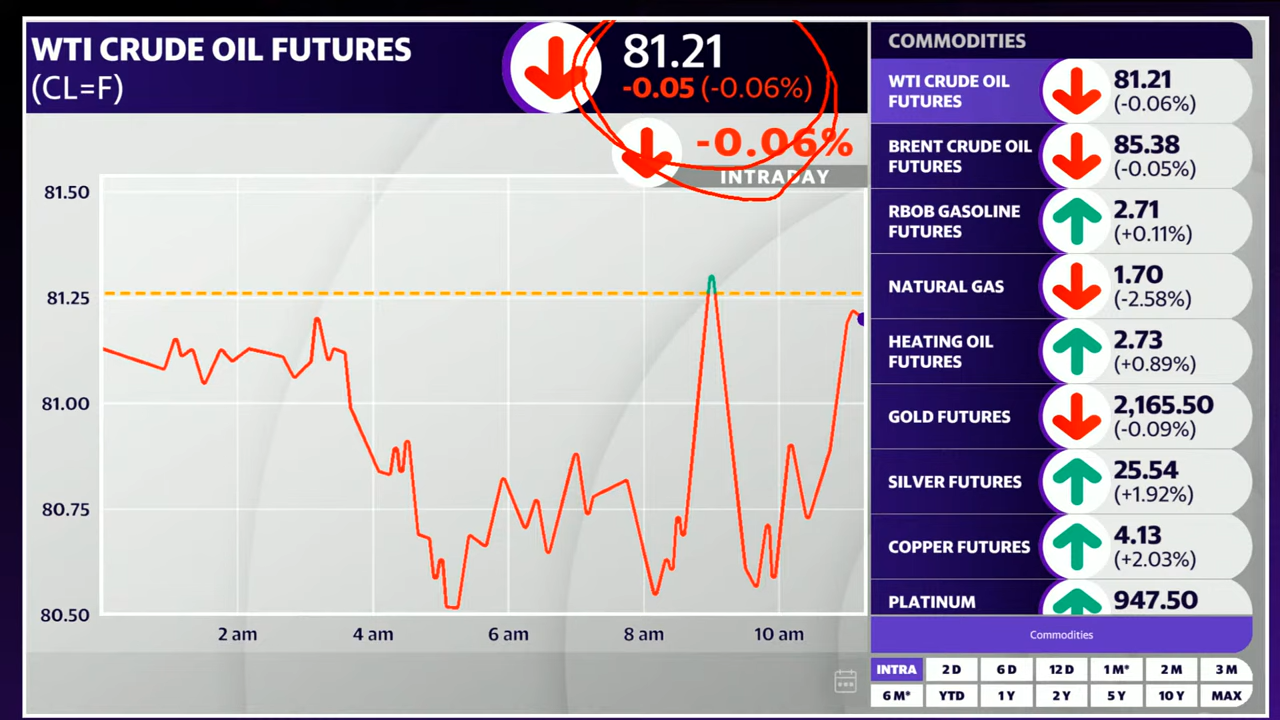 WTI CRUDE OIL FUTURES
(CL=F)
81.21
-0.05 (-0.06%)
-0.06%
INTRADAY
81.50
81.25
81.00
80.75
80.50
2 am
4 am
6 am
8 am
10 am
COMMODITIES
WTI CRUDE OIL
FUTURES
81.21
(-0.06%)
BRENT CRUDE OIL
FUTURES
85.38
(-0.05%)
RBOB GASOLINE
FUTURES
2.71
(+0.11%)
NATURAL GAS
1.70
(-2.58%)
HEATING OIL
FUTURES
2.73
(+0.89%)
GOLD FUTURES
2,165.50
(-0.09%)
SILVER FUTURES
25.54
(+1.92%)
COPPER FUTURES
4.13
(+2.03%)
PLATINUM
947.50
Commodities
INTRA 2 D 6 D 12 D 1 M* 2 M 3 M
6 M* YTD 1 Y 2 Y 5 Y 10 Y MAX